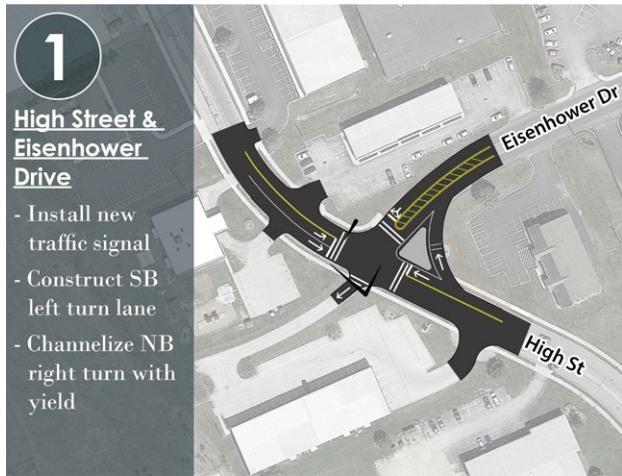 1
High Street &
Eisenhower
Drive
- Install new
traffic signal
- Construct SB
left turn lane
- Channelize NB
right turn with
yield
Eisenhower Dr
High St